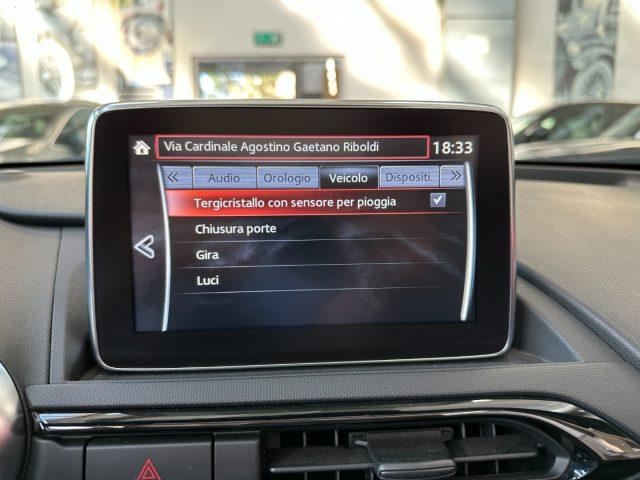 Via Cardinale Agostino Gaetano Riboldi 18:33
<< Audio Orologio Veicolo Dispositi. >>
Tergicristallo con sensore per pioggia
Chiusura porte
Gira
Luci